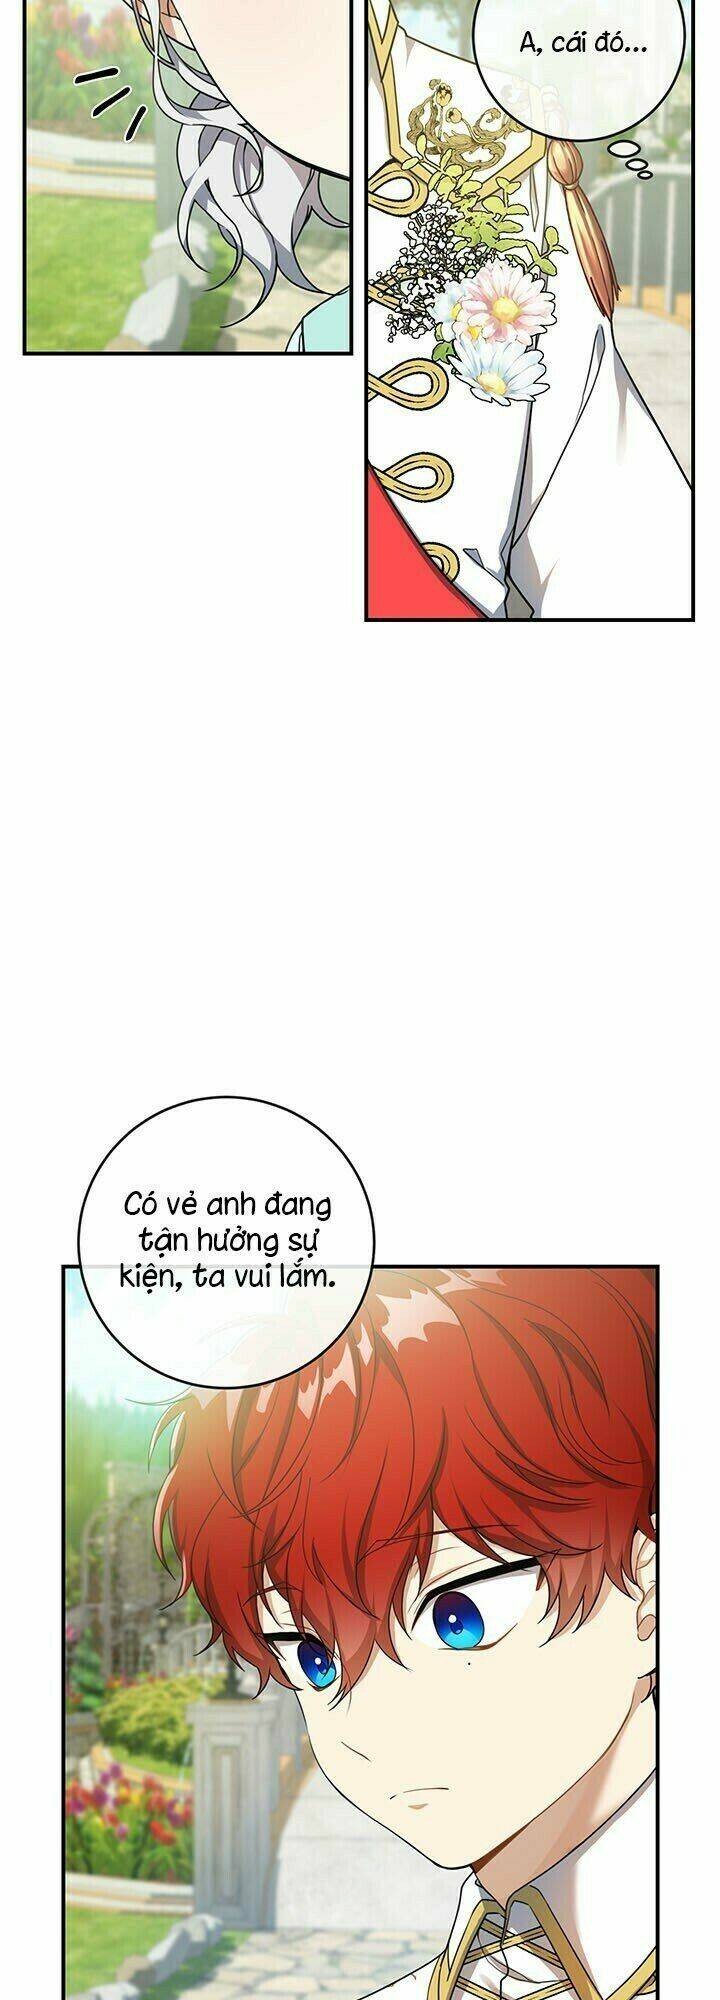 A, cái đó...
Có vẻ anh đang
tận hưởng sự
kiện, ta vui lắm.